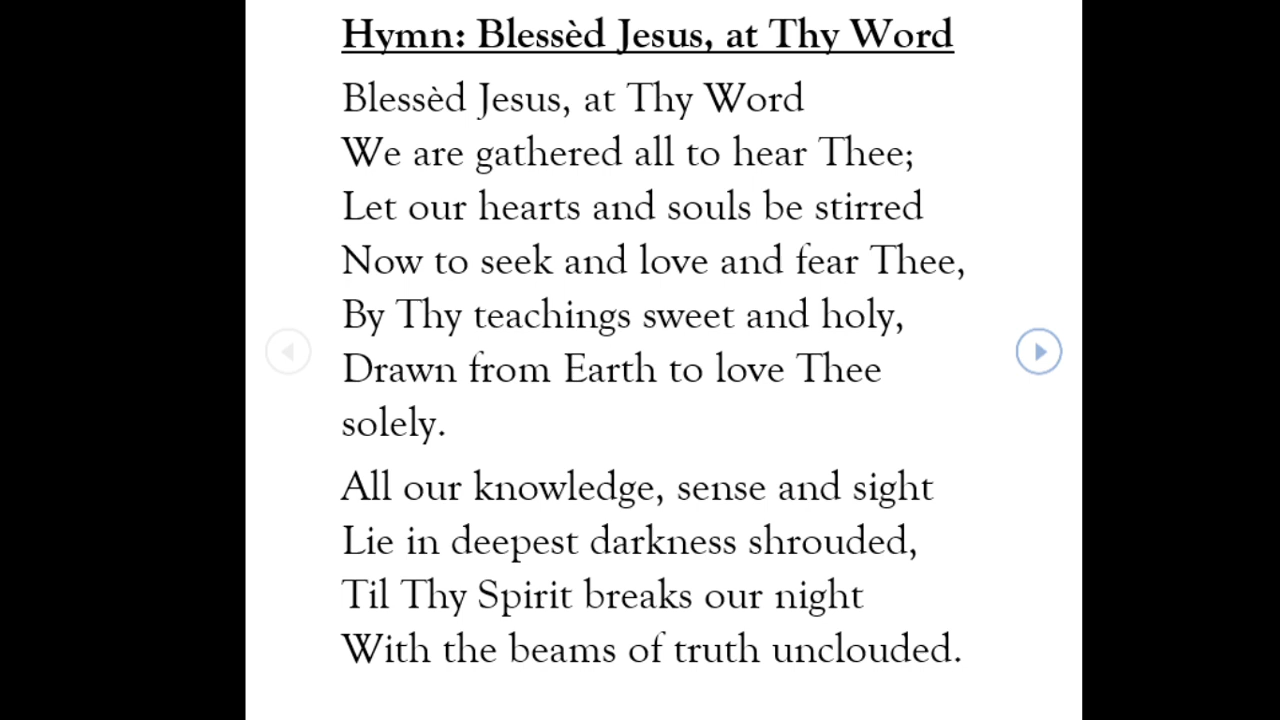 Hymn: Blessèd Jesus, at Thy Word
Blessèd Jesus, at Thy Word
We are gathered all to hear Thee;
Let our hearts and souls be stirred
Now to seek and love and fear Thee,
By Thy teachings sweet and holy,
Drawn from Earth to love Thee
solely.
All our knowledge, sense and sight
Lie in deepest darkness shrouded,
Til Thy Spirit breaks our night
With the beams of truth unclouded.